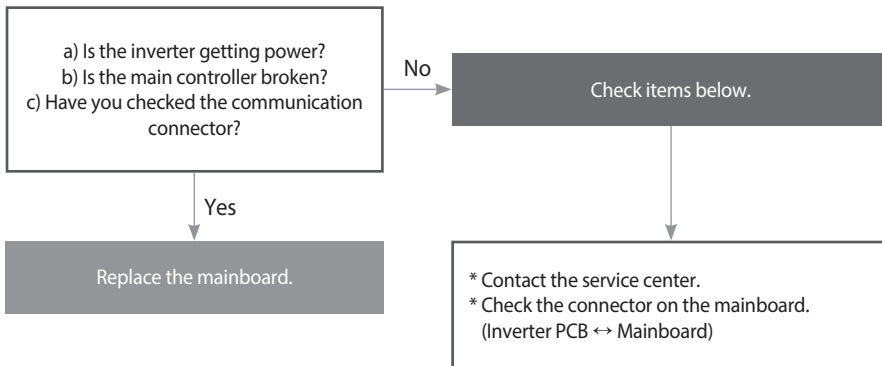 a) Is the inverter getting power?
b) Is the main controller broken?
c) Have you checked the communication
connector?
No
Check items below.
Yes
Replace the mainboard.
* Contact the service center.
* Check the connector on the mainboard.
(Inverter PCB ↔ Mainboard)